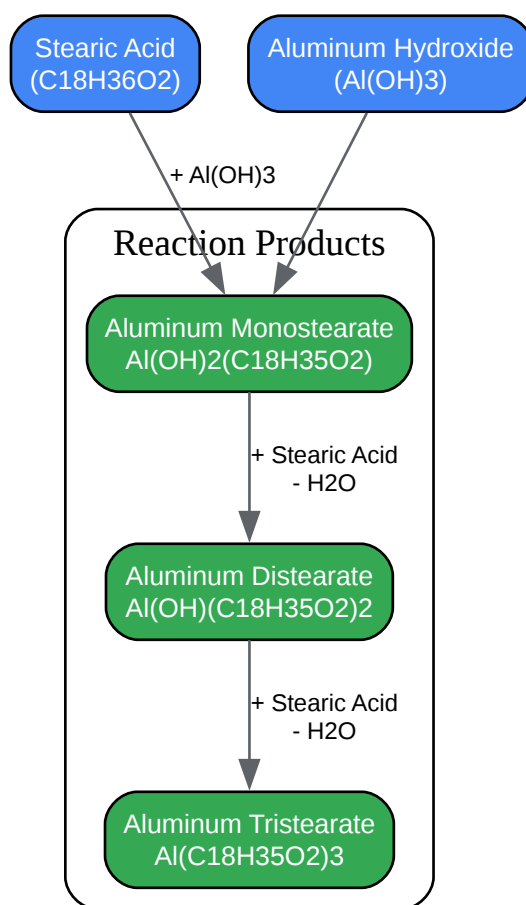 Stearic Acid
(C18H36O2)
Aluminum Hydroxide
(Al(OH)3)
+ Al(OH)3
Reaction Products
Aluminum Monostearate
Al(OH)2(C18H35O2)
+ Stearic Acid
- H2O
Aluminum Distearate
Al(OH)(C18H35O2)2
+ Stearic Acid
- H2O
Aluminum Tristearate
Al(C18H35O2)3